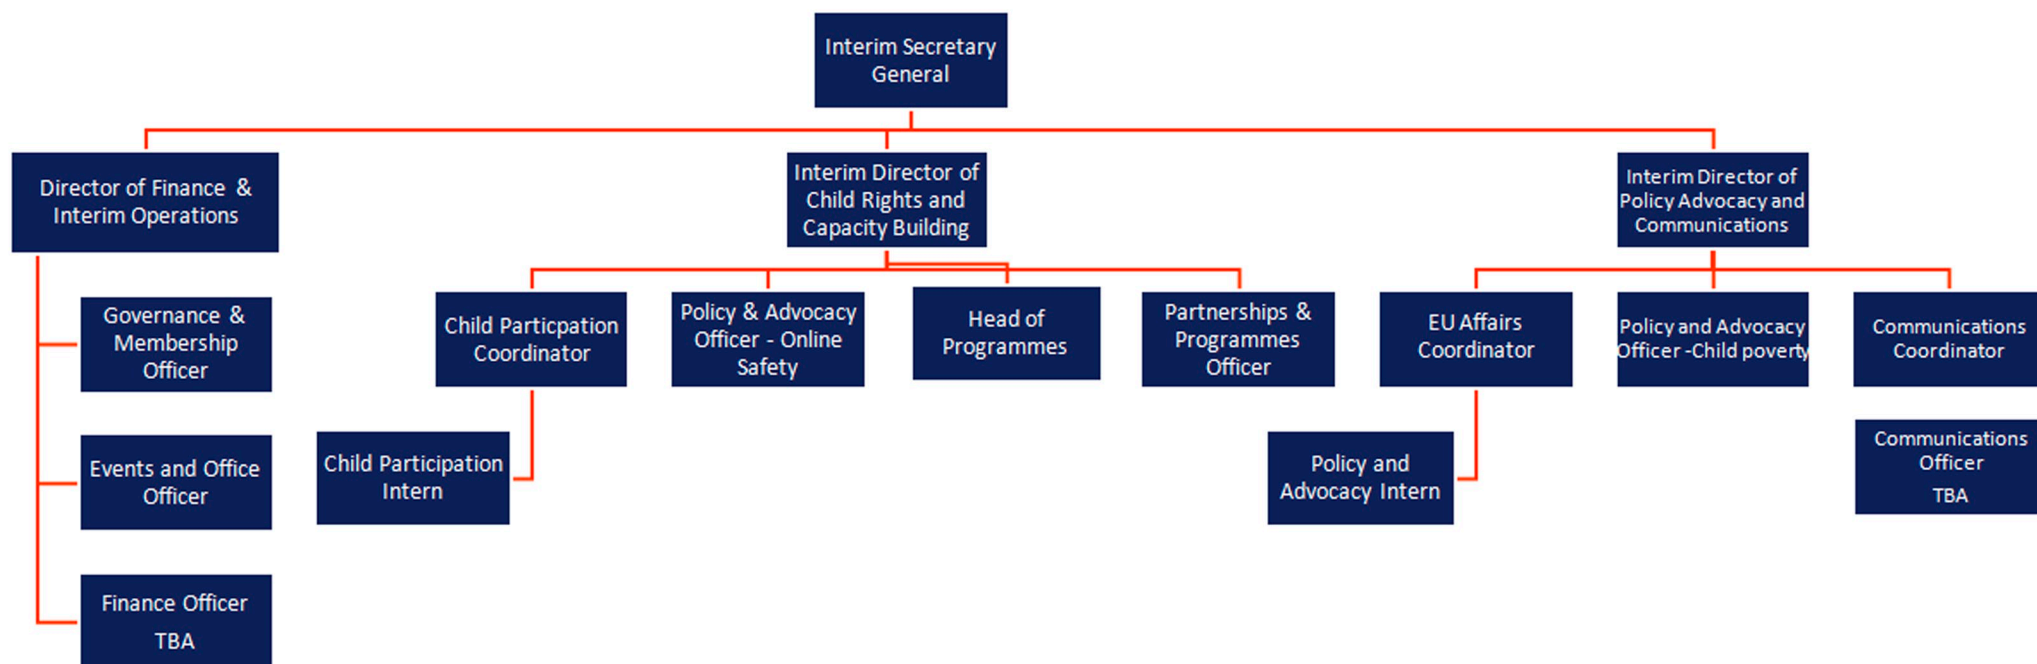 Interim Secretary
General
Director of Finance &
Interim Operations
Interim Director of
Child Rights and
Capacity Building
Interim Director of
Policy Advocacy and
Communications
Governance &
Membership
Officer
Child Particpation
Coordinator
Policy & Advocacy
Officer - Online
Safety
Head of
Programmes
Partnerships &
Programmes
Officer
EU Affairs
Coordinator
Policy and Advocacy
Officer -Child poverty
Communications
Coordinator
Events and Office
Officer
Child Participation
Intern
Policy and
Advocacy Intern
Communications
Officer
TBA
Finance Officer
TBA